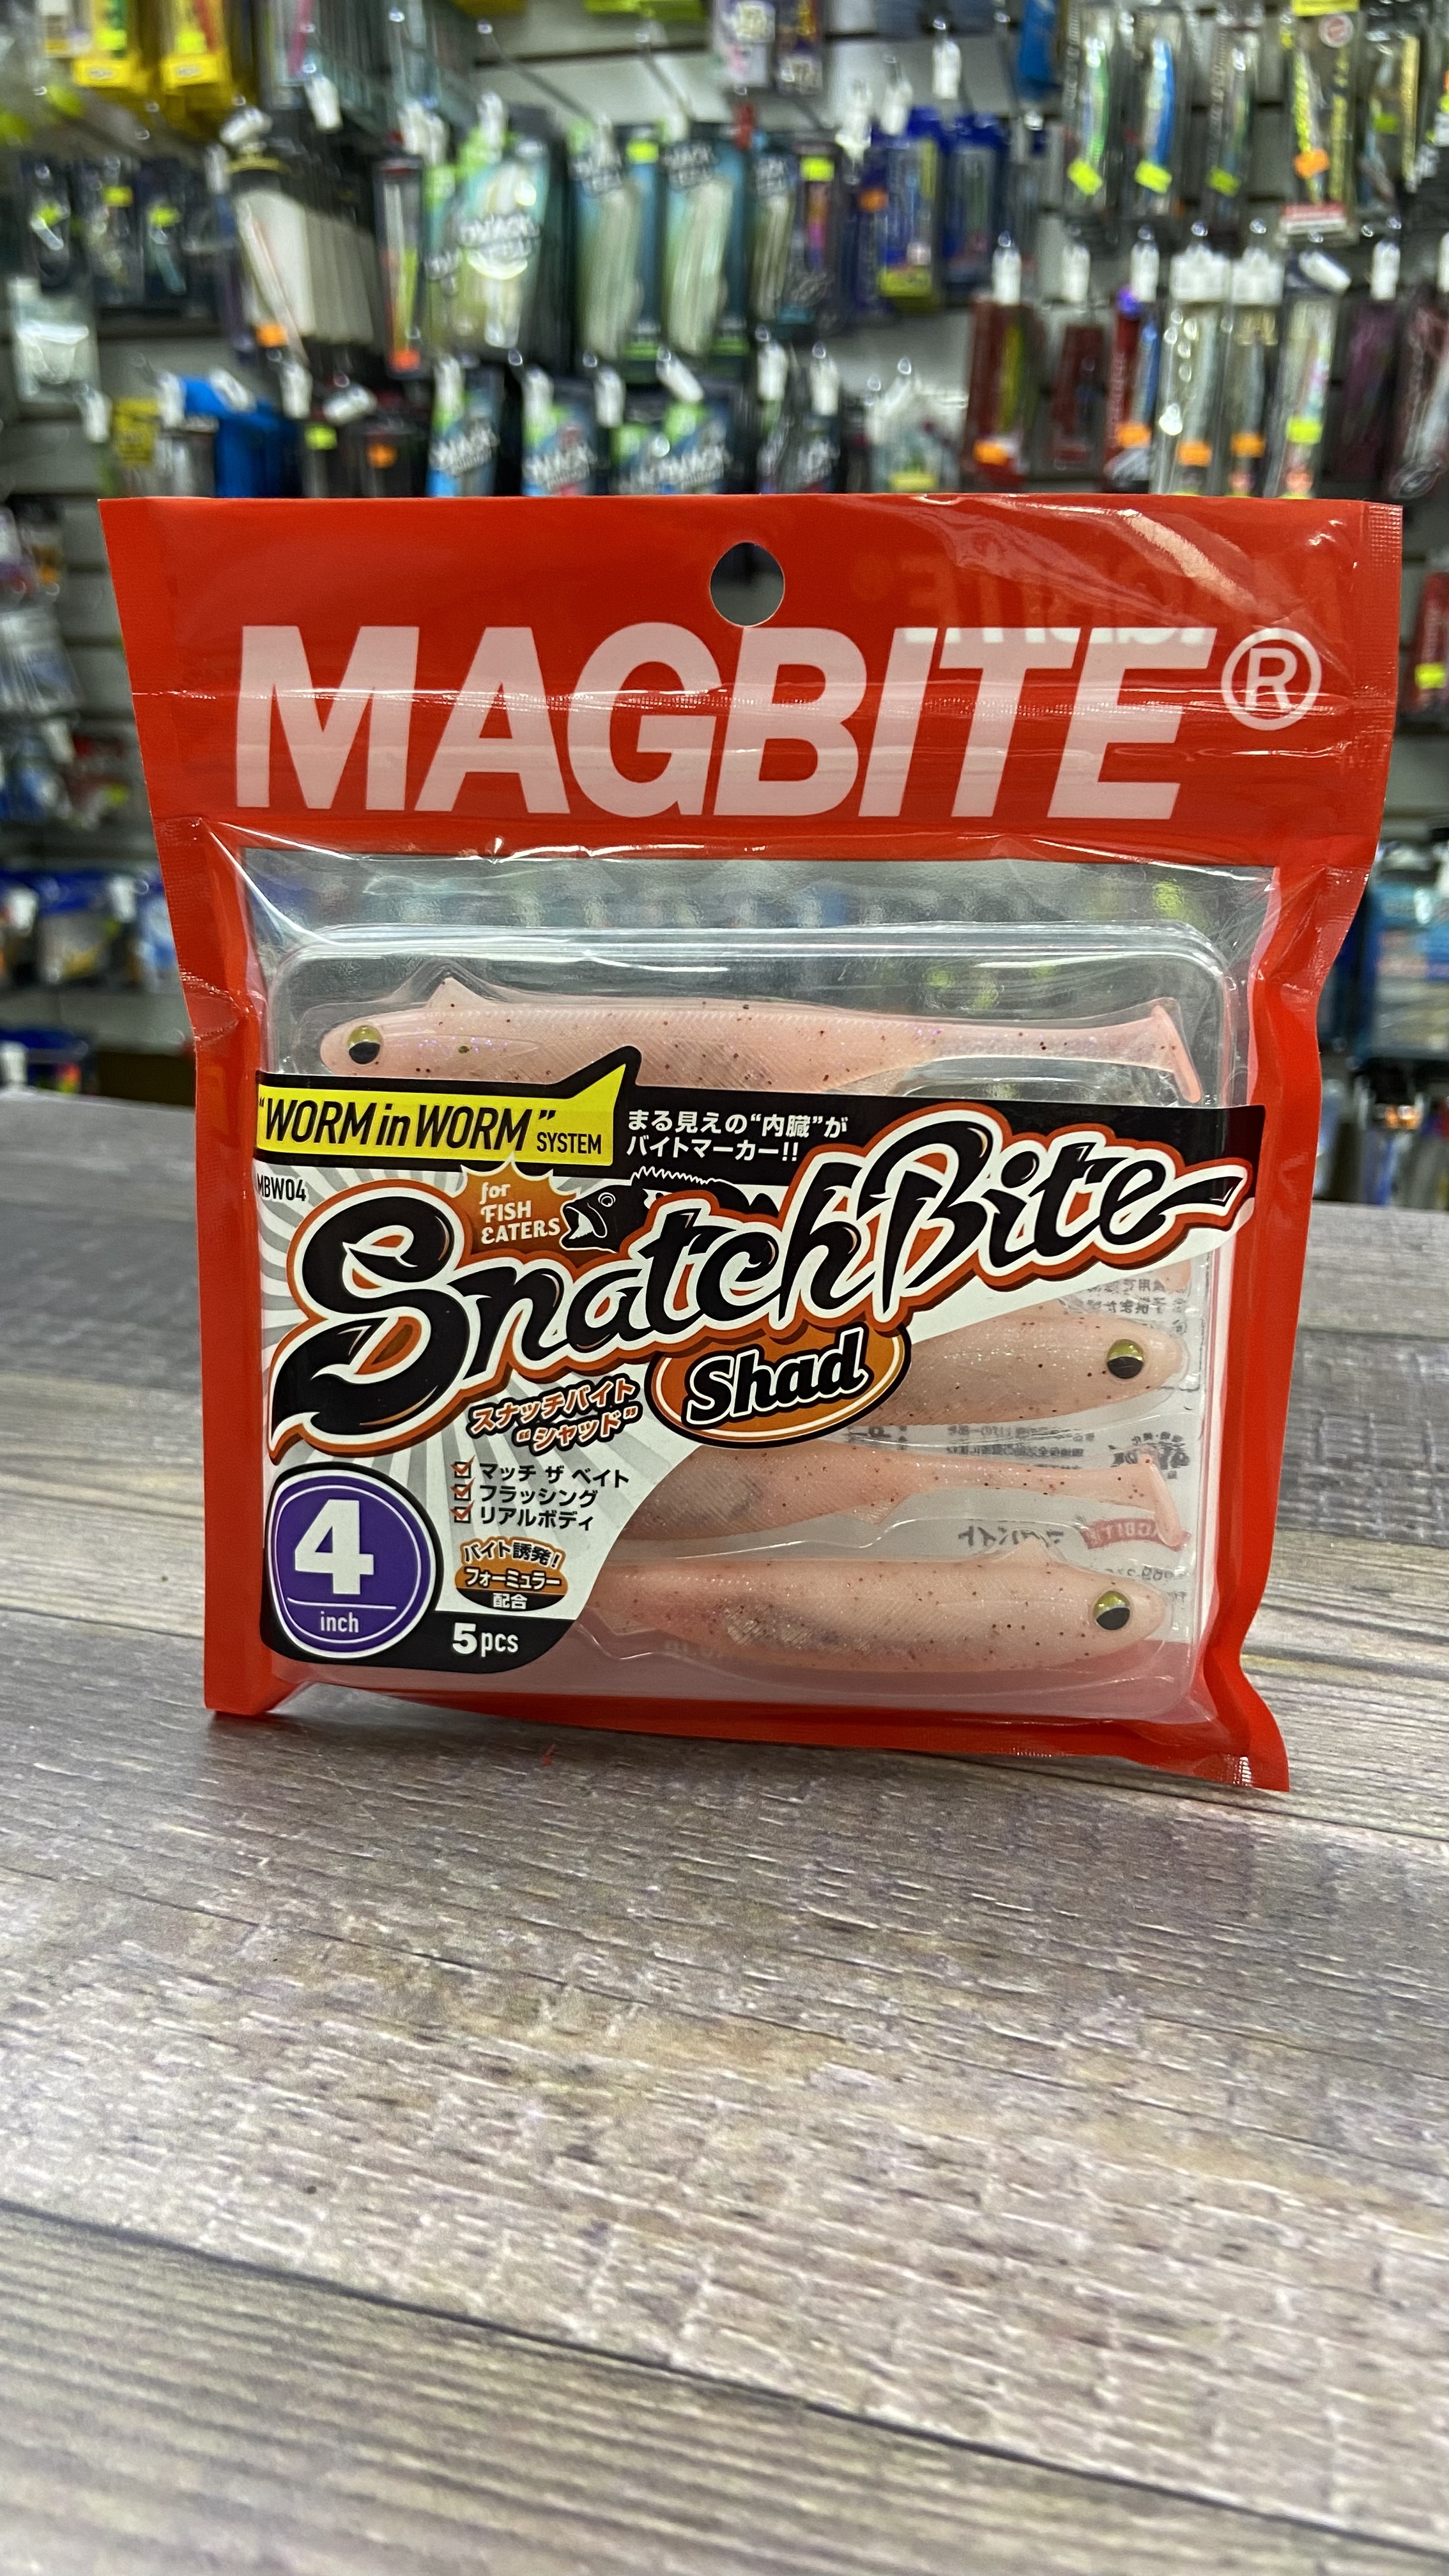 MAGBITE®
"WORM in WORM" SYSTEM
まる見えの"内臓"が
バイトマーカー!!
MBW04
for
FISH
EATERS
SnatchBite
Shad
スナッチバイト
"シャッド"
マッチ ザ ベイト
フラッシング
リアルボディ
バイト誘発!
フォーミュラー
配合
4
inch
5pcs